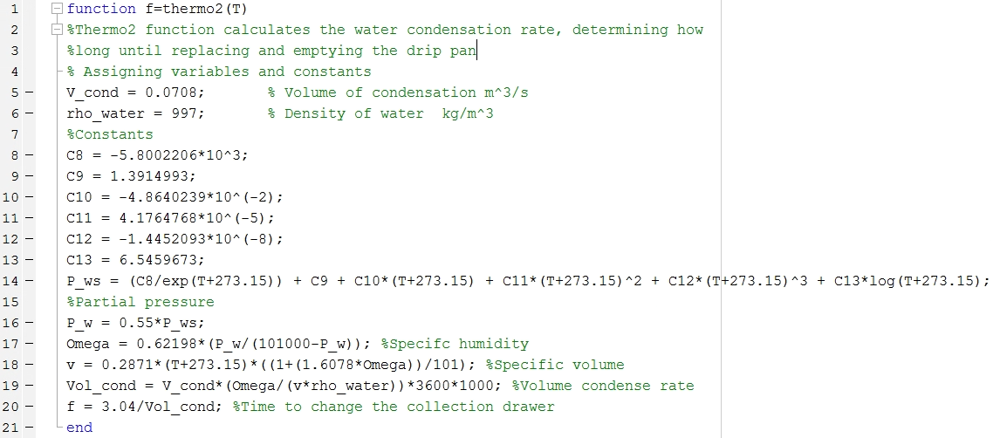 1 function f=thermo2(T)
2 %Thermo2 function calculates the water condensation rate, determining how
3 %long until replacing and emptying the drip pan
4 % Assigning variables and constants
5 - V_cond = 0.0708; % Volume of condensation m^3/s
6 - rho_water = 997; % Density of water kg/m^3
7 %Constants
8 - C8 = -5.8002206*10^3;
9 - C9 = 1.3914993;
10 - C10 = -4.8640239*10^(-2);
11 - C11 = 4.1764768*10^(-5);
12 - C12 = -1.4452093*10^(-8);
13 - C13 = 6.5459673;
14 - P_ws = (C8/exp(T+273.15)) + C9 + C10*(T+273.15) + C11*(T+273.15)^2 + C12*(T+273.15)^3 + C13*log(T+273.15);
15 %Partial pressure
16 - P_w = 0.55*P_ws;
17 - Omega = 0.62198*(P_w/(101000-P_w)); %Specifc humidity
18 - v = 0.2871*(T+273.15)*((1+(1.6078*Omega))/101); %Specific volume
19 - Vol_cond = V_cond*(Omega/(v*rho_water))*3600*1000; %Volume condense rate
20 - f = 3.04/Vol_cond; %Time to change the collection drawer
21 - end